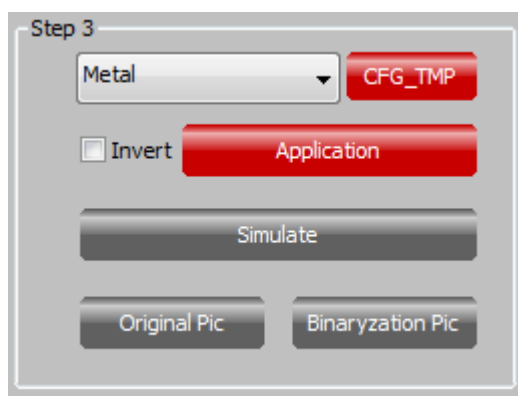 Step 3
Metal
CFG_TMP
Invert
Application
Simulate
Original Pic
Binaryzation Pic